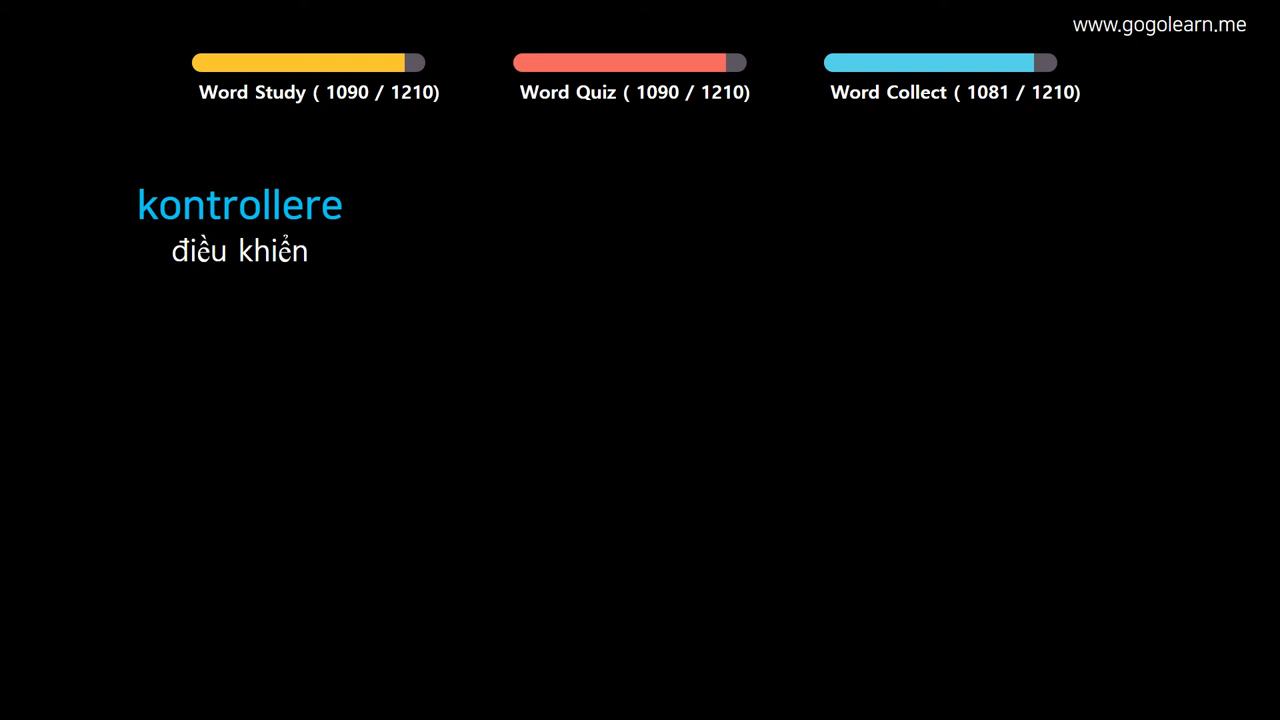 www.gogolearn.me
Word Study ( 1090 / 1210)
Word Quiz ( 1090 / 1210)
Word Collect ( 1081 / 1210)
kontrollere
điều khiển